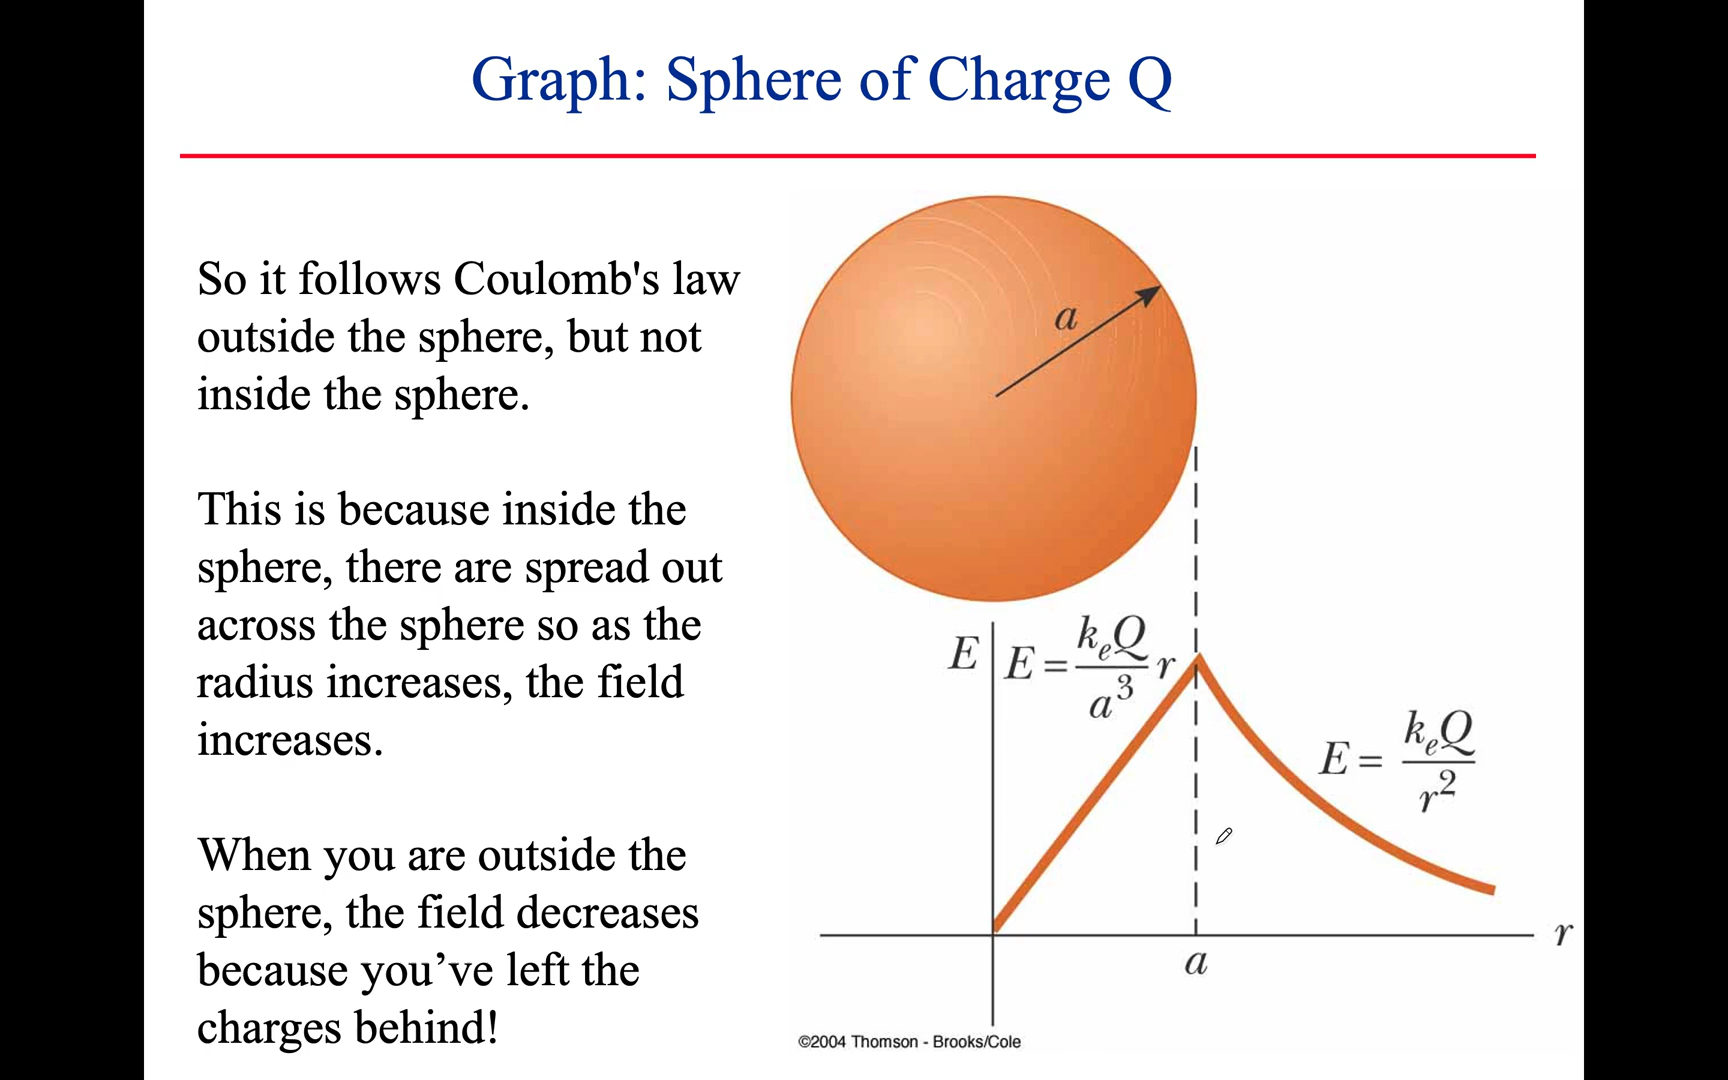 Graph: Sphere of Charge Q
So it follows Coulomb's law
outside the sphere, but not
inside the sphere.
This is because inside the
sphere, there are spread out
across the sphere so as the
radius increases, the field
increases.
When you are outside the
sphere, the field decreases
because you’ve left the
charges behind!
a
E
E = k_eQ/a^3 r
E = k_eQ/r^2
r
a
©2004 Thomson - Brooks/Cole